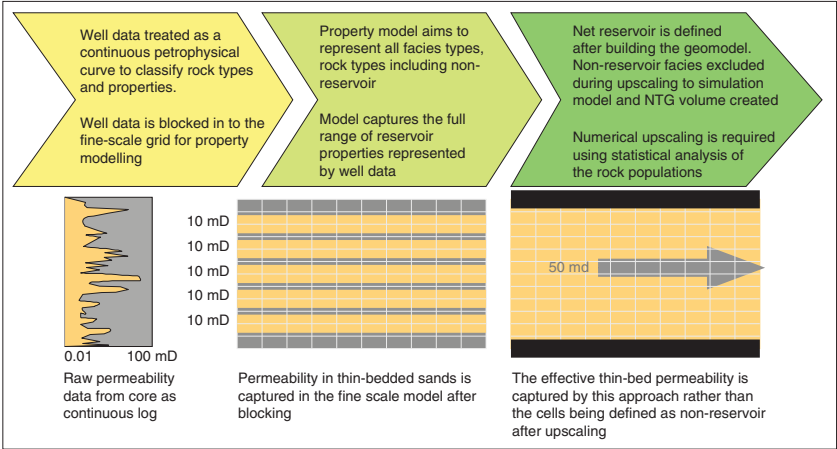 Well data treated as a
continuous petrophysical
curve to classify rock types
and properties.
Well data is blocked in to the
fine-scale grid for property
modelling
Property model aims to
represent all facies types,
rock types including non-
reservoir
Model captures the full
range of reservoir
properties represented
by well data
Net reservoir is defined
after building the geomodel.
Non-reservoir facies excluded
during upscaling to simulation
model and NTG volume created
Numerical upscaling is required
using statistical analysis of
the rock populations
0.01 100 mD
Raw permeability
data from core as
continuous log
10 mD
10 mD
10 mD
10 mD
10 mD
Permeability in thin-bedded sands is
captured in the fine scale model after
blocking
50 md
The effective thin-bed permeability is
captured by this approach rather than
the cells being defined as non-reservoir
after upscaling